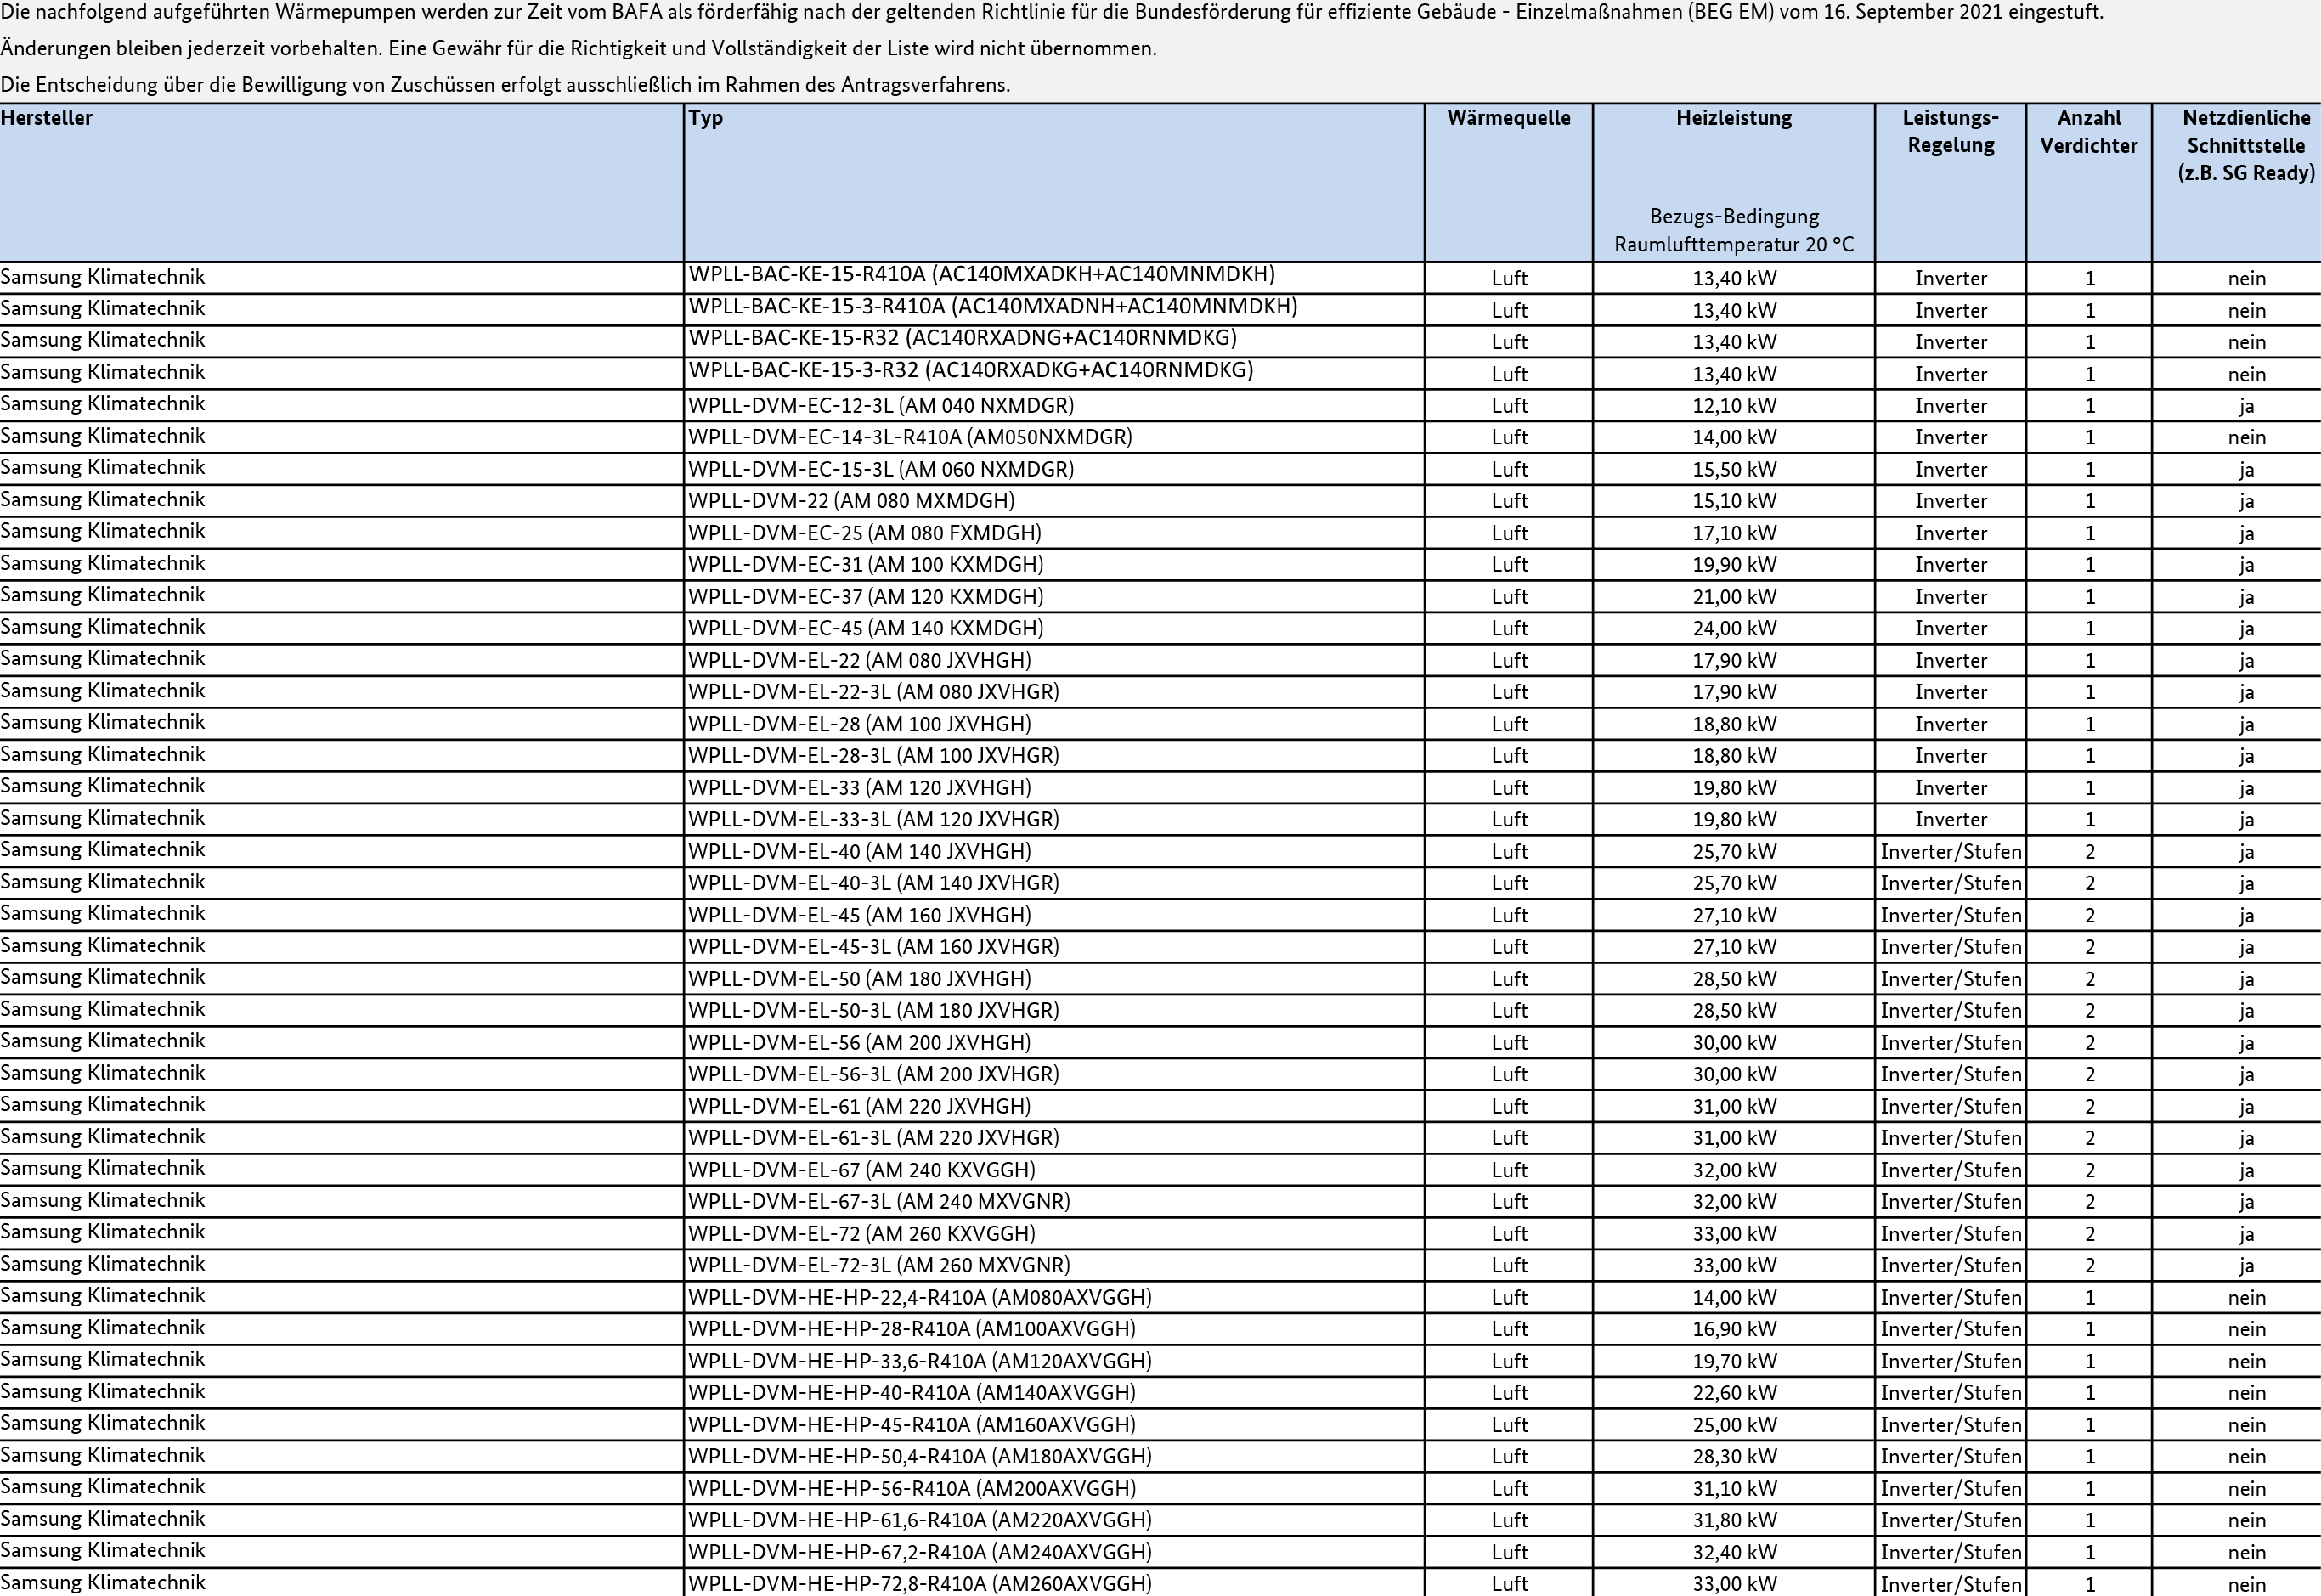 Die nachfolgend aufgeführten Wärmepumpen werden zur Zeit vom BAFA als förderfähig nach der geltenden Richtlinie für die Bundesförderung für effiziente Gebäude - Einzelmaßnahmen (BEG EM) vom 16. September 2021 eingestuft.
Änderungen bleiben jederzeit vorbehalten. Eine Gewähr für die Richtigkeit und Vollständigkeit der Liste wird nicht übernommen.
Die Entscheidung über die Bewilligung von Zuschüssen erfolgt ausschließlich im Rahmen des Antragsverfahrens.
Hersteller Typ Wärmequelle Heizleistung Leistungs- Anzahl Netzdienliche
Regelung Verdichter Schnittstelle
(z.B. SG Ready)
Bezugs-Bedingung
Raumlufttemperatur 20 °C
Samsung Klimatechnik WPLL-BAC-KE-15-R410A (AC140MXADKH+AC140MNMDKH) Luft 13,40 kW Inverter 1 nein
Samsung Klimatechnik WPLL-BAC-KE-15-3-R410A (AC140MXADNH+AC140MNMDKH) Luft 13,40 kW Inverter 1 nein
Samsung Klimatechnik WPLL-BAC-KE-15-R32 (AC140RXADNG+AC140RNMDKG) Luft 13,40 kW Inverter 1 nein
Samsung Klimatechnik WPLL-BAC-KE-15-3-R32 (AC140RXADKG+AC140RNMDKG) Luft 13,40 kW Inverter 1 nein
Samsung Klimatechnik WPLL-DVM-EC-12-3L (AM 040 NXMDGR) Luft 12,10 kW Inverter 1 ja
Samsung Klimatechnik WPLL-DVM-EC-14-3L-R410A (AM050NXMDGR) Luft 14,00 kW Inverter 1 nein
Samsung Klimatechnik WPLL-DVM-EC-15-3L (AM 060 NXMDGR) Luft 15,50 kW Inverter 1 ja
Samsung Klimatechnik WPLL-DVM-22 (AM 080 MXMDGH) Luft 15,10 kW Inverter 1 ja
Samsung Klimatechnik WPLL-DVM-EC-25 (AM 080 FXMDGH) Luft 17,10 kW Inverter 1 ja
Samsung Klimatechnik WPLL-DVM-EC-31 (AM 100 KXMDGH) Luft 19,90 kW Inverter 1 ja
Samsung Klimatechnik WPLL-DVM-EC-37 (AM 120 KXMDGH) Luft 21,00 kW Inverter 1 ja
Samsung Klimatechnik WPLL-DVM-EC-45 (AM 140 KXMDGH) Luft 24,00 kW Inverter 1 ja
Samsung Klimatechnik WPLL-DVM-EL-22 (AM 080 JXVHGH) Luft 17,90 kW Inverter 1 ja
Samsung Klimatechnik WPLL-DVM-EL-22-3L (AM 080 JXVHGR) Luft 17,90 kW Inverter 1 ja
Samsung Klimatechnik WPLL-DVM-EL-28 (AM 100 JXVHGH) Luft 18,80 kW Inverter 1 ja
Samsung Klimatechnik WPLL-DVM-EL-28-3L (AM 100 JXVHGR) Luft 18,80 kW Inverter 1 ja
Samsung Klimatechnik WPLL-DVM-EL-33 (AM 120 JXVHGH) Luft 19,80 kW Inverter 1 ja
Samsung Klimatechnik WPLL-DVM-EL-33-3L (AM 120 JXVHGR) Luft 19,80 kW Inverter 1 ja
Samsung Klimatechnik WPLL-DVM-EL-40 (AM 140 JXVHGH) Luft 25,70 kW Inverter/Stufen 2 ja
Samsung Klimatechnik WPLL-DVM-EL-40-3L (AM 140 JXVHGR) Luft 25,70 kW Inverter/Stufen 2 ja
Samsung Klimatechnik WPLL-DVM-EL-45 (AM 160 JXVHGH) Luft 27,10 kW Inverter/Stufen 2 ja
Samsung Klimatechnik WPLL-DVM-EL-45-3L (AM 160 JXVHGR) Luft 27,10 kW Inverter/Stufen 2 ja
Samsung Klimatechnik WPLL-DVM-EL-50 (AM 180 JXVHGH) Luft 28,50 kW Inverter/Stufen 2 ja
Samsung Klimatechnik WPLL-DVM-EL-50-3L (AM 180 JXVHGR) Luft 28,50 kW Inverter/Stufen 2 ja
Samsung Klimatechnik WPLL-DVM-EL-56 (AM 200 JXVHGH) Luft 30,00 kW Inverter/Stufen 2 ja
Samsung Klimatechnik WPLL-DVM-EL-56-3L (AM 200 JXVHGR) Luft 30,00 kW Inverter/Stufen 2 ja
Samsung Klimatechnik WPLL-DVM-EL-61 (AM 220 JXVHGH) Luft 31,00 kW Inverter/Stufen 2 ja
Samsung Klimatechnik WPLL-DVM-EL-61-3L (AM 220 JXVHGR) Luft 31,00 kW Inverter/Stufen 2 ja
Samsung Klimatechnik WPLL-DVM-EL-67 (AM 240 KXVGGH) Luft 32,00 kW Inverter/Stufen 2 ja
Samsung Klimatechnik WPLL-DVM-EL-67-3L (AM 240 MXVGNR) Luft 32,00 kW Inverter/Stufen 2 ja
Samsung Klimatechnik WPLL-DVM-EL-72 (AM 260 KXVGGH) Luft 33,00 kW Inverter/Stufen 2 ja
Samsung Klimatechnik WPLL-DVM-EL-72-3L (AM 260 MXVGNR) Luft 33,00 kW Inverter/Stufen 2 ja
Samsung Klimatechnik WPLL-DVM-HE-HP-22,4-R410A (AM080AXVGGH) Luft 14,00 kW Inverter/Stufen 1 nein
Samsung Klimatechnik WPLL-DVM-HE-HP-28-R410A (AM100AXVGGH) Luft 16,90 kW Inverter/Stufen 1 nein
Samsung Klimatechnik WPLL-DVM-HE-HP-33,6-R410A (AM120AXVGGH) Luft 19,70 kW Inverter/Stufen 1 nein
Samsung Klimatechnik WPLL-DVM-HE-HP-40-R410A (AM140AXVGGH) Luft 22,60 kW Inverter/Stufen 1 nein
Samsung Klimatechnik WPLL-DVM-HE-HP-45-R410A (AM160AXVGGH) Luft 25,00 kW Inverter/Stufen 1 nein
Samsung Klimatechnik WPLL-DVM-HE-HP-50,4-R410A (AM180AXVGGH) Luft 28,30 kW Inverter/Stufen 1 nein
Samsung Klimatechnik WPLL-DVM-HE-HP-56-R410A (AM200AXVGGH) Luft 31,10 kW Inverter/Stufen 1 nein
Samsung Klimatechnik WPLL-DVM-HE-HP-61,6-R410A (AM220AXVGGH) Luft 31,80 kW Inverter/Stufen 1 nein
Samsung Klimatechnik WPLL-DVM-HE-HP-67,2-R410A (AM240AXVGGH) Luft 32,40 kW Inverter/Stufen 1 nein
Samsung Klimatechnik WPLL-DVM-HE-HP-72,8-R410A (AM260AXVGGH) Luft 33,00 kW Inverter/Stufen 1 nein